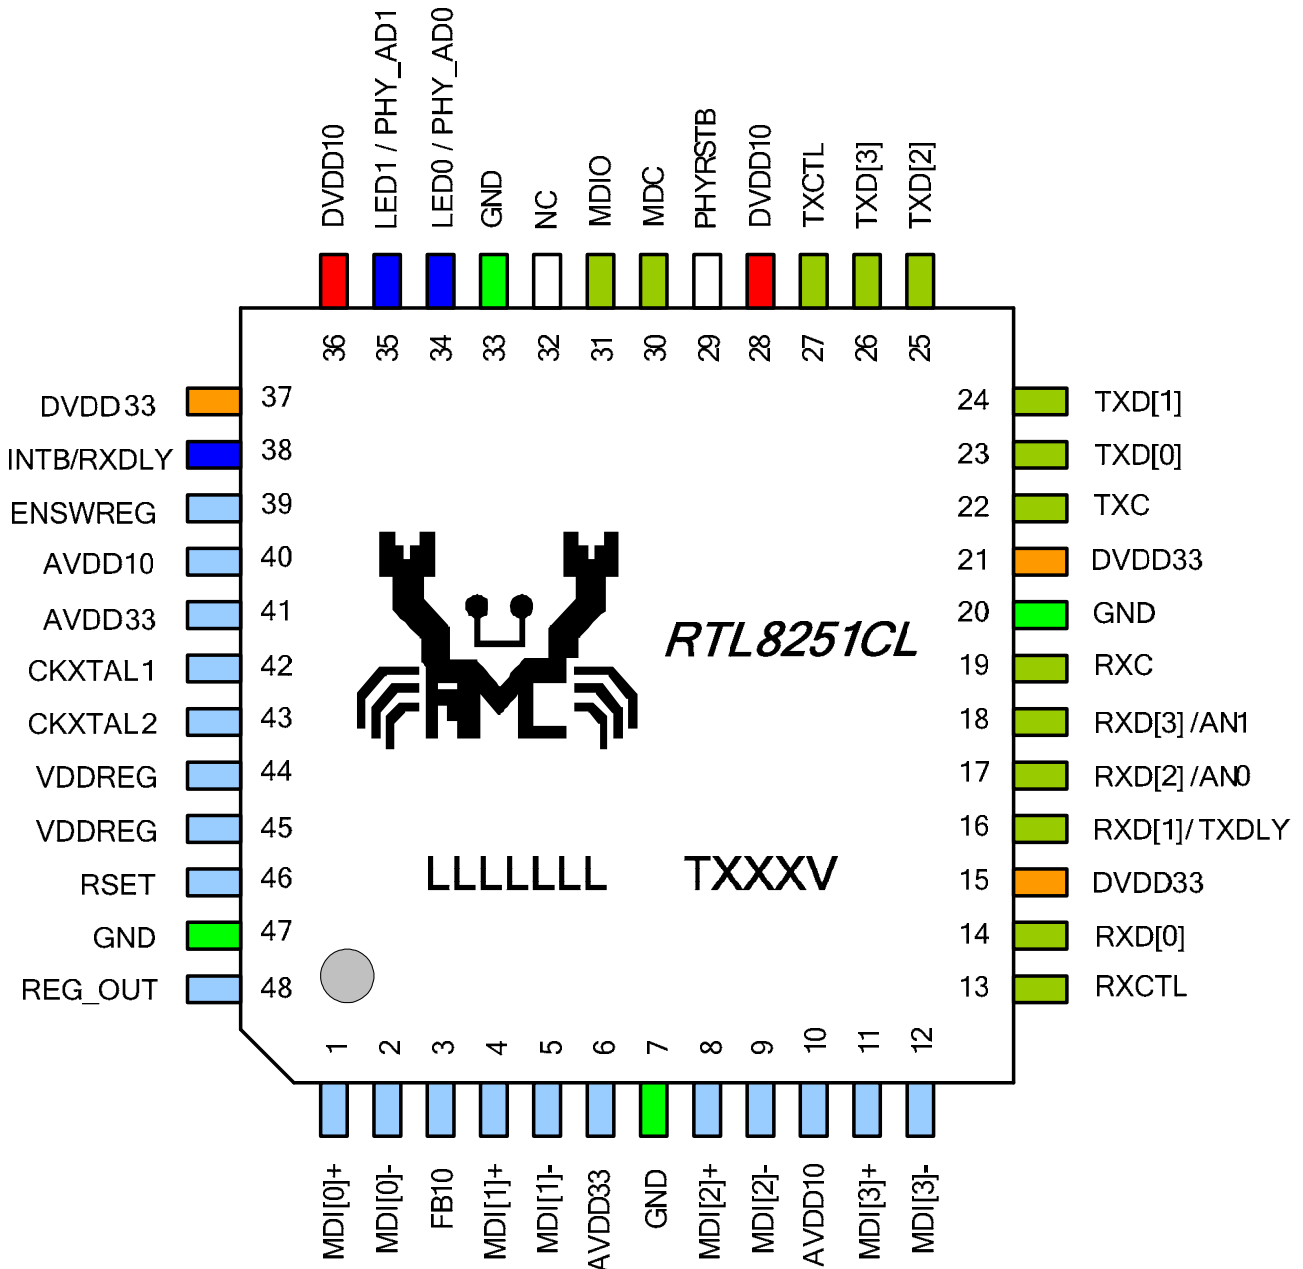 DVDD10
LED1 / PHY_AD1
LED0 / PHY_AD0
GND
NC
MDIO
MDC
PHYRSTB
DVDD10
TXCTL
TXD[3]
TXD[2]
36
35
34
33
32
31
30
29
28
27
26
25
DVDD33 37
INTB/RXDLY 38
ENSWREG 39
AVDD10 40
AVDD33 41
CKXTAL1 42
CKXTAL2 43
VDDREG 44
VDDREG 45
RSET 46
GND 47
REG_OUT 48
24 TXD[1]
23 TXD[0]
22 TXC
21 DVDD33
20 GND
19 RXC
18 RXD[3] /AN1
17 RXD[2] /AN0
16 RXD[1]/ TXDLY
15 DVDD33
14 RXD[0]
13 RXCTL
RTL8251CL
LLLLLLL TXXXV
1
2
3
4
5
6
7
8
9
10
11
12
MDI[0]+
MDI[0]-
FB10
MDI[1]+
MDI[1]-
AVDD33
GND
MDI[2]+
MDI[2]-
AVDD10
MDI[3]+
MDI[3]-